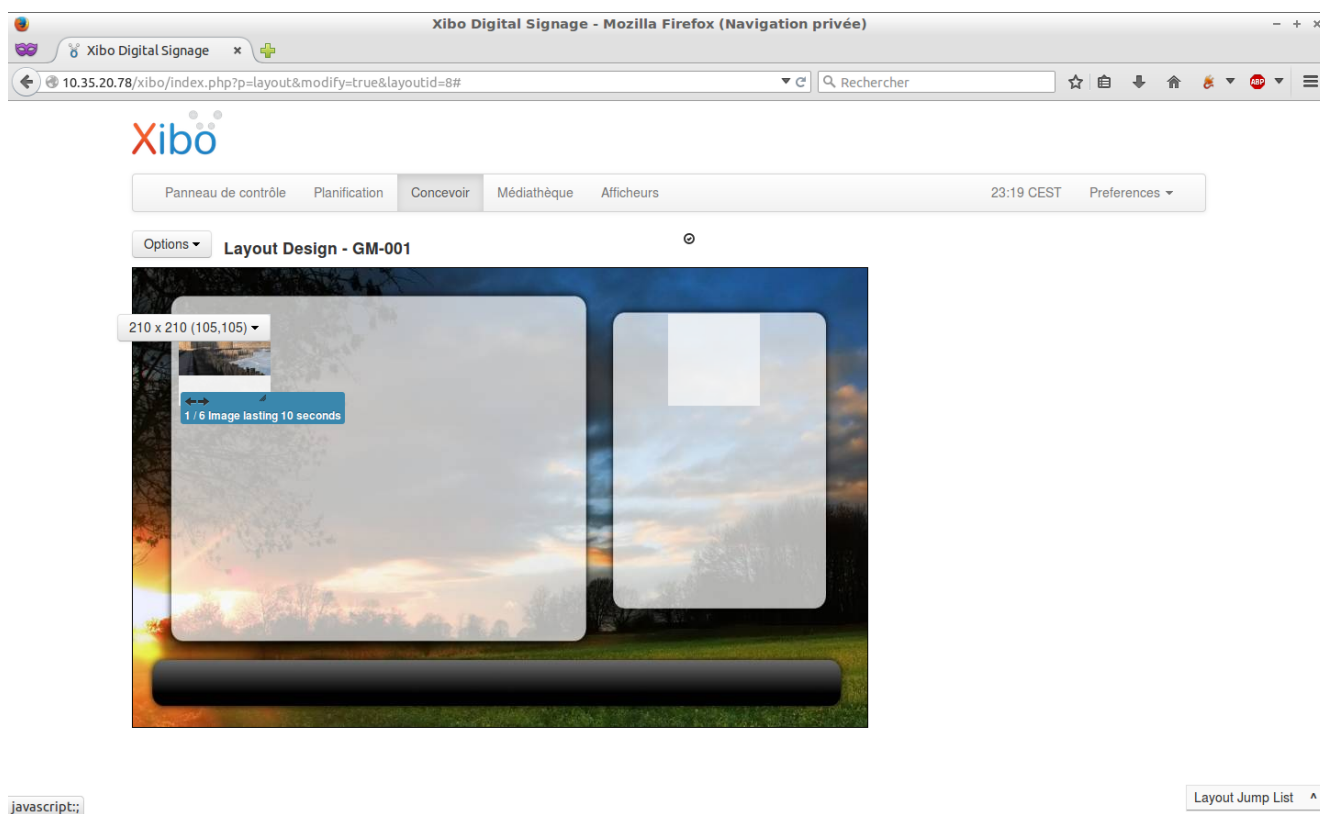 Xibo Digital Signage - Mozilla Firefox (Navigation privée)
Xibo Digital Signage
10.35.20.78/xibo/index.php?p=layout&modify=true&layoutid=8#
Rechercher
ABP
Xibo
Panneau de contrôle Planification Concevoir Médiathèque Afficheurs 23:19 CEST Preferences
Options
Layout Design - GM-001
210 x 210 (105,105)
1 / 6 Image lasting 10 seconds
Layout Jump List ^
javascript:;